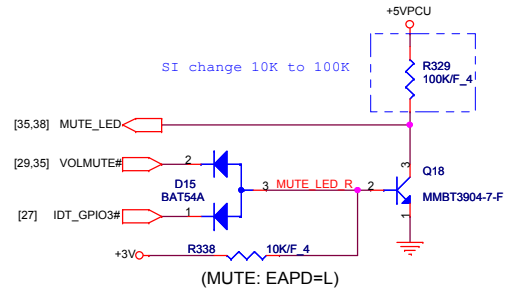 +5VPCU
SI change 10K to 100K
R329
100K/F_4
[35,38] MUTE_LED
3
Q18
[29,35] VOLMUTE#
2
D15
BAT54A
3
MUTE_LED_R
2
MMBT3904-7-F
[27] IDT_GPIO3#
1
1
R338
10K/F_4
+3V
(MUTE: EAPD=L)